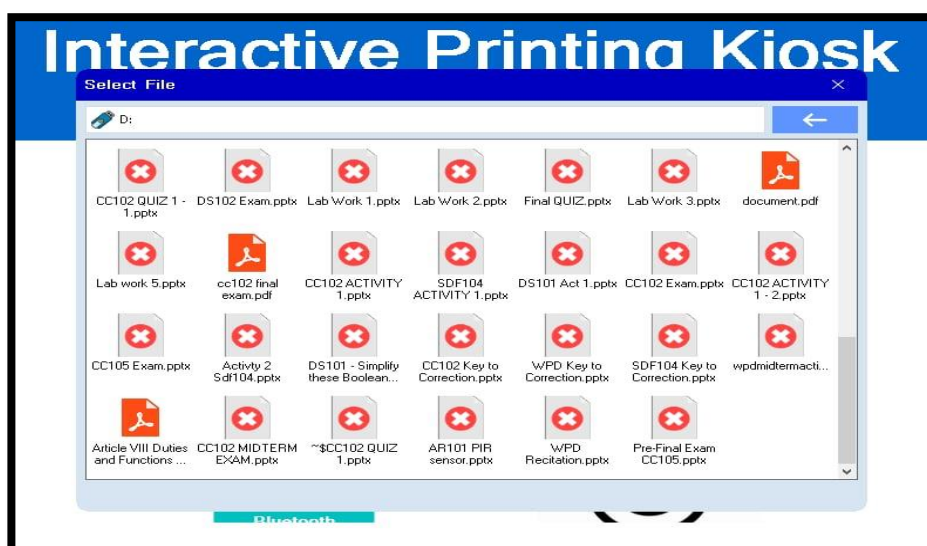 Interactive Printing Kiosk
Select File
D:
CC102 QUIZ 1 -
1.pptx
DS102 Exam.pptx
Lab Work 1.pptx
Lab Work 2.pptx
Final QUIZ.pptx
Lab Work 3.pptx
document.pdf
Lab work 5.pptx
cc102 final
exam.pdf
CC102 ACTIVITY
1.pptx
SDF104
ACTIVITY 1.pptx
DS101 Act 1.pptx
CC102 Exam.pptx
CC102 ACTIVITY
1 - 2.pptx
CC105 Exam.pptx
Activty 2
Sdf104.pptx
DS101 - Simplify
these Boolean...
CC102 Key to
Correction.pptx
WPD Key to
Correction.pptx
SDF104 Key to
Correction.pptx
wpdmidtermacti...
Article VIII Duties
and Functions ...
CC102 MIDTERM
EXAM.pptx
~$CC102 QUIZ
1.pptx
AR101 PIR
sensor.pptx
WPD
Recitation.pptx
Pre-Final Exam
CC105.pptx
Bluetooth